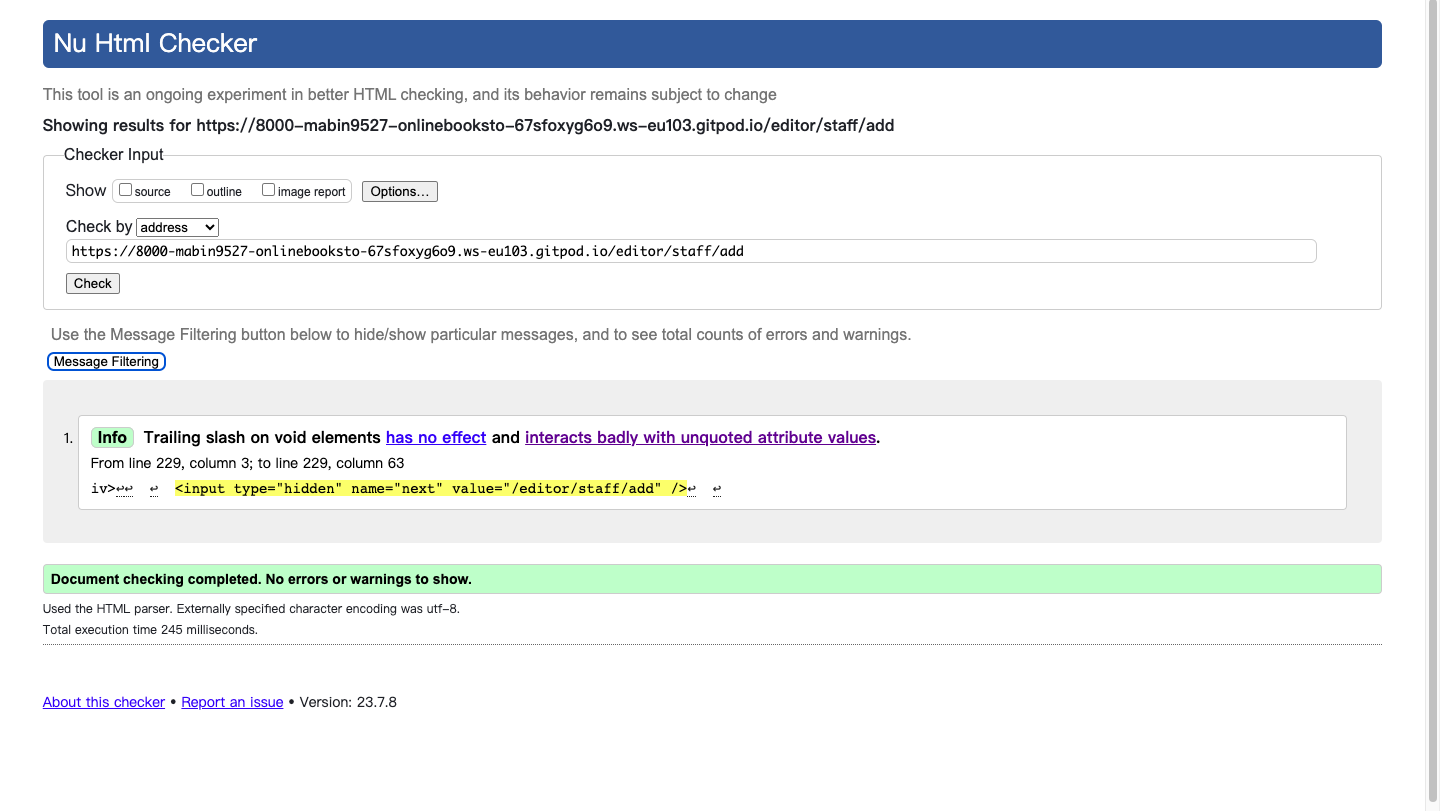 Nu Html Checker
This tool is an ongoing experiment in better HTML checking, and its behavior remains subject to change
Showing results for https://8000-mabin9527-onlinebooksto-67sfoxyg6o9.ws-eu103.gitpod.io/editor/staff/add
Checker Input
Show source outline image report Options...
Check by address
https://8000-mabin9527-onlinebooksto-67sfoxyg6o9.ws-eu103.gitpod.io/editor/staff/add
Check
Use the Message Filtering button below to hide/show particular messages, and to see total counts of errors and warnings.
Message Filtering
1. Info Trailing slash on void elements has no effect and interacts badly with unquoted attribute values.
From line 229, column 3; to line 229, column 63
iv>↩↩ ↩ <input type="hidden" name="next" value="/editor/staff/add" />↩ ↩
Document checking completed. No errors or warnings to show.
Used the HTML parser. Externally specified character encoding was utf-8.
Total execution time 245 milliseconds.
About this checker • Report an issue • Version: 23.7.8